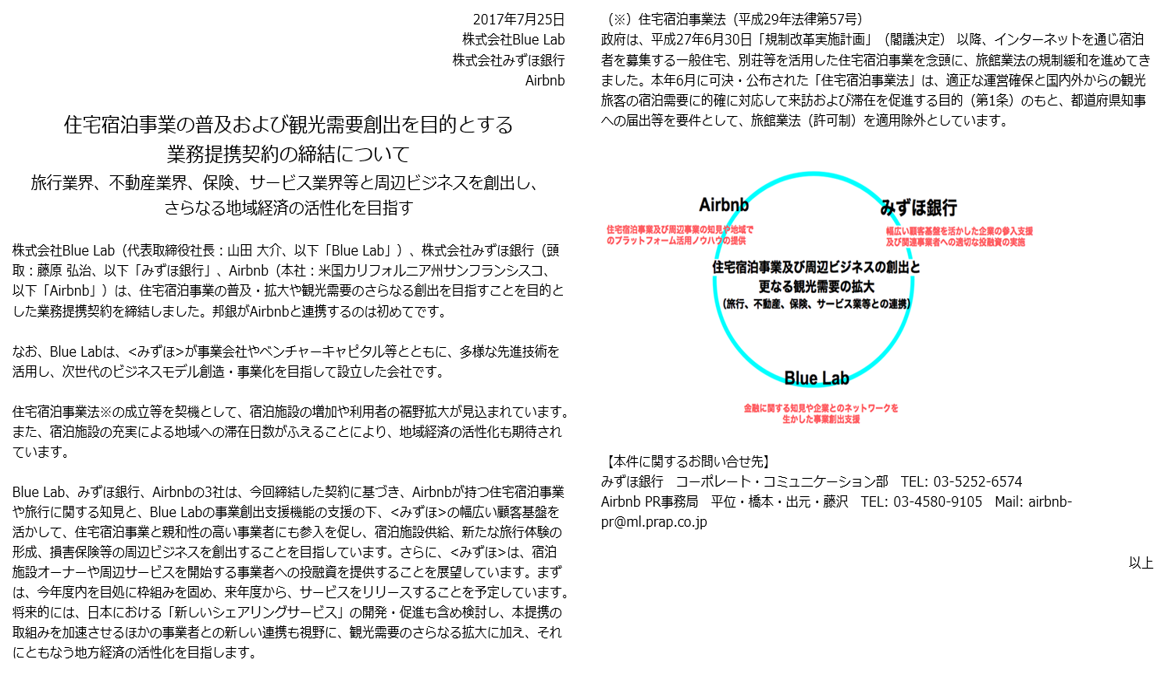 2017年7月25日
株式会社Blue Lab
株式会社みずほ銀行
Airbnb
住宅宿泊事業の普及および観光需要創出を目的とする
業務提携契約の締結について
旅行業界、不動産業界、保険、サービス業界等と周辺ビジネスを創出し、
さらなる地域経済の活性化を目指す
株式会社Blue Lab（代表取締役社長：山田 大介、以下「Blue Lab」）、株式会社みずほ銀行（頭
取：藤原 弘治、以下「みずほ銀行」、Airbnb（本社：米国カリフォルニア州サンフランシスコ、
以下「Airbnb」）は、住宅宿泊事業の普及・拡大や観光需要のさらなる創出を目指すことを目的と
した業務提携契約を締結しました。邦銀がAirbnbと連携するのは初めてです。
なお、Blue Labは、<みずほ>が事業会社やベンチャーキャピタル等とともに、多様な先進技術を
活用し、次世代のビジネスモデル創造・事業化を目指して設立した会社です。
住宅宿泊事業法※の成立等を契機として、宿泊施設の増加や利用者の裾野拡大が見込まれています。
また、宿泊施設の充実による地域への滞在日数がふえることにより、地域経済の活性化も期待され
ています。
Blue Lab、みずほ銀行、Airbnbの3社は、今回締結した契約に基づき、Airbnbが持つ住宅宿泊事業
や旅行に関する知見と、Blue Labの事業創出支援機能の支援の下、<みずほ>の幅広い顧客基盤を
活かして、住宅宿泊事業と親和性の高い事業者にも参入を促し、宿泊施設供給、新たな旅行体験の
形成、損害保険等の周辺ビジネスを創出することを目指しています。さらに、<みずほ>は、宿泊
施設オーナーや周辺サービスを開始する事業者への投融資を提供することを展望しています。まず
は、今年度内を目処に枠組みを固め、来年度から、サービスをリリースすることを予定しています。
将来的には、日本における「新しいシェアリングサービス」の開発・促進も含め検討し、本提携の
取組みを加速させるほかの事業者との新しい連携も視野に、観光需要のさらなる拡大に加え、それ
にともなう地方経済の活性化を目指します。
（※）住宅宿泊事業法（平成29年法律第57号）
政府は、平成27年6月30日「規制改革実施計画」（閣議決定） 以降、インターネットを通じ宿泊
者を募集する一般住宅、別荘等を活用した住宅宿泊事業を念頭に、旅館業法の規制緩和を進めてき
ました。本年6月に可決・公布された「住宅宿泊事業法」は、適正な運営確保と国内外からの観光
旅客の宿泊需要に的確に対応して来訪および滞在を促進する目的（第1条）のもと、都道府県知事
への届出等を要件として、旅館業法（許可制）を適用除外としています。
Airbnb
住宅宿泊事業及び周辺事業の知見や地域で
のプラットフォーム活用ノウハウの提供
みずほ銀行
幅広い顧客基盤を活かした企業の参入支援
及び関連事業者への適切な投融資の実施
住宅宿泊事業及び周辺ビジネスの創出と
更なる観光需要の拡大
（旅行、不動産、保険、サービス業等との連携）
Blue Lab
金融に関する知見や企業とのネットワークを
生かした事業創出支援
【本件に関するお問い合せ先】
みずほ銀行　コーポレート・コミュニケーション部　TEL: 03-5252-6574
Airbnb PR事務局　平位・橋本・出元・藤沢　TEL: 03-4580-9105　Mail: airbnb-
pr@ml.prap.co.jp
以上